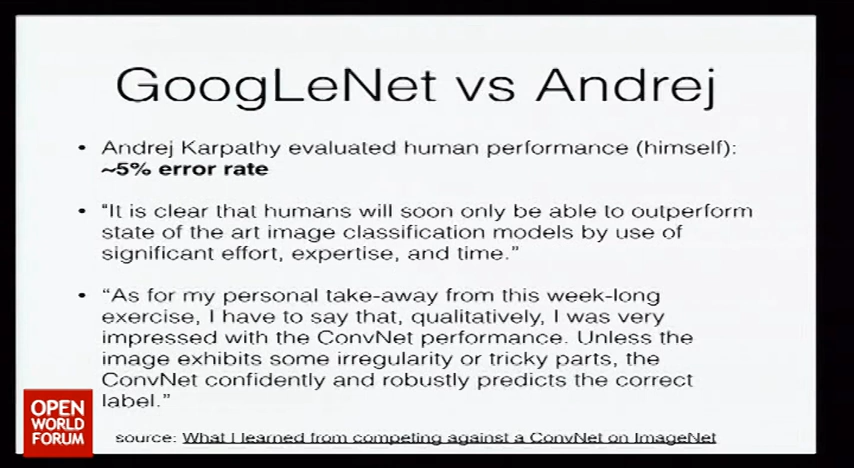 GoogLeNet vs Andrej
• Andrej Karpathy evaluated human performance (himself):
~5% error rate
• "It is clear that humans will soon only be able to outperform
state of the art image classification models by use of
significant effort, expertise, and time."
• "As for my personal take-away from this week-long
exercise, I have to say that, qualitatively, I was very
impressed with the ConvNet performance. Unless the
image exhibits some irregularity or tricky parts, the
ConvNet confidently and robustly predicts the correct
label."
source: What I learned from competing against a ConvNet on ImageNet
OPEN
WORLD
FORUM